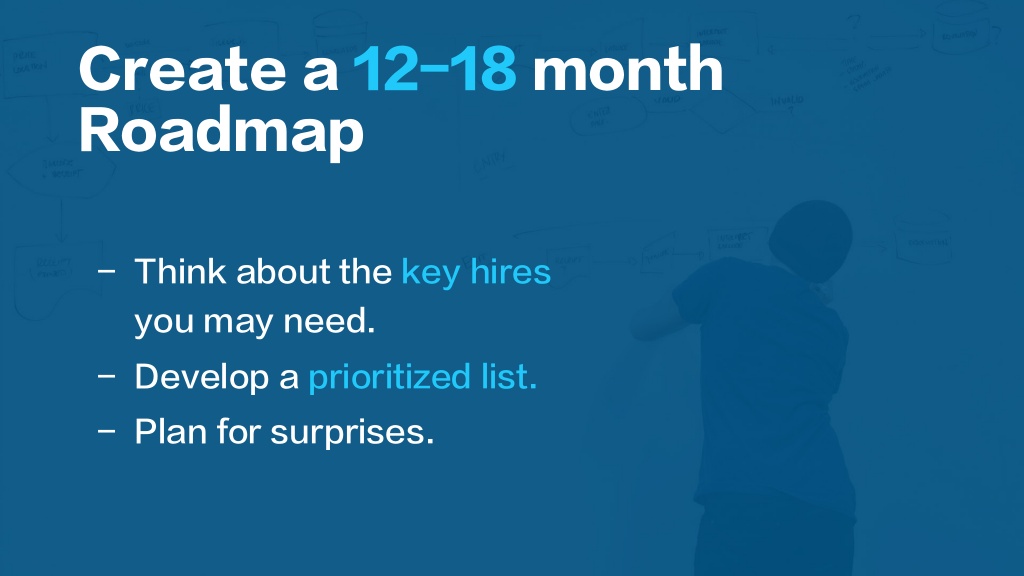 Create a 12–18 month
Roadmap
– Think about the key hires
you may need.
– Develop a prioritized list.
– Plan for surprises.